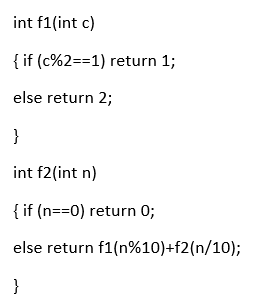 int f1(int c)
{ if (c%2==1) return 1;
else return 2;
}
int f2(int n)
{ if (n==0) return 0;
else return f1(n%10)+f2(n/10);
}